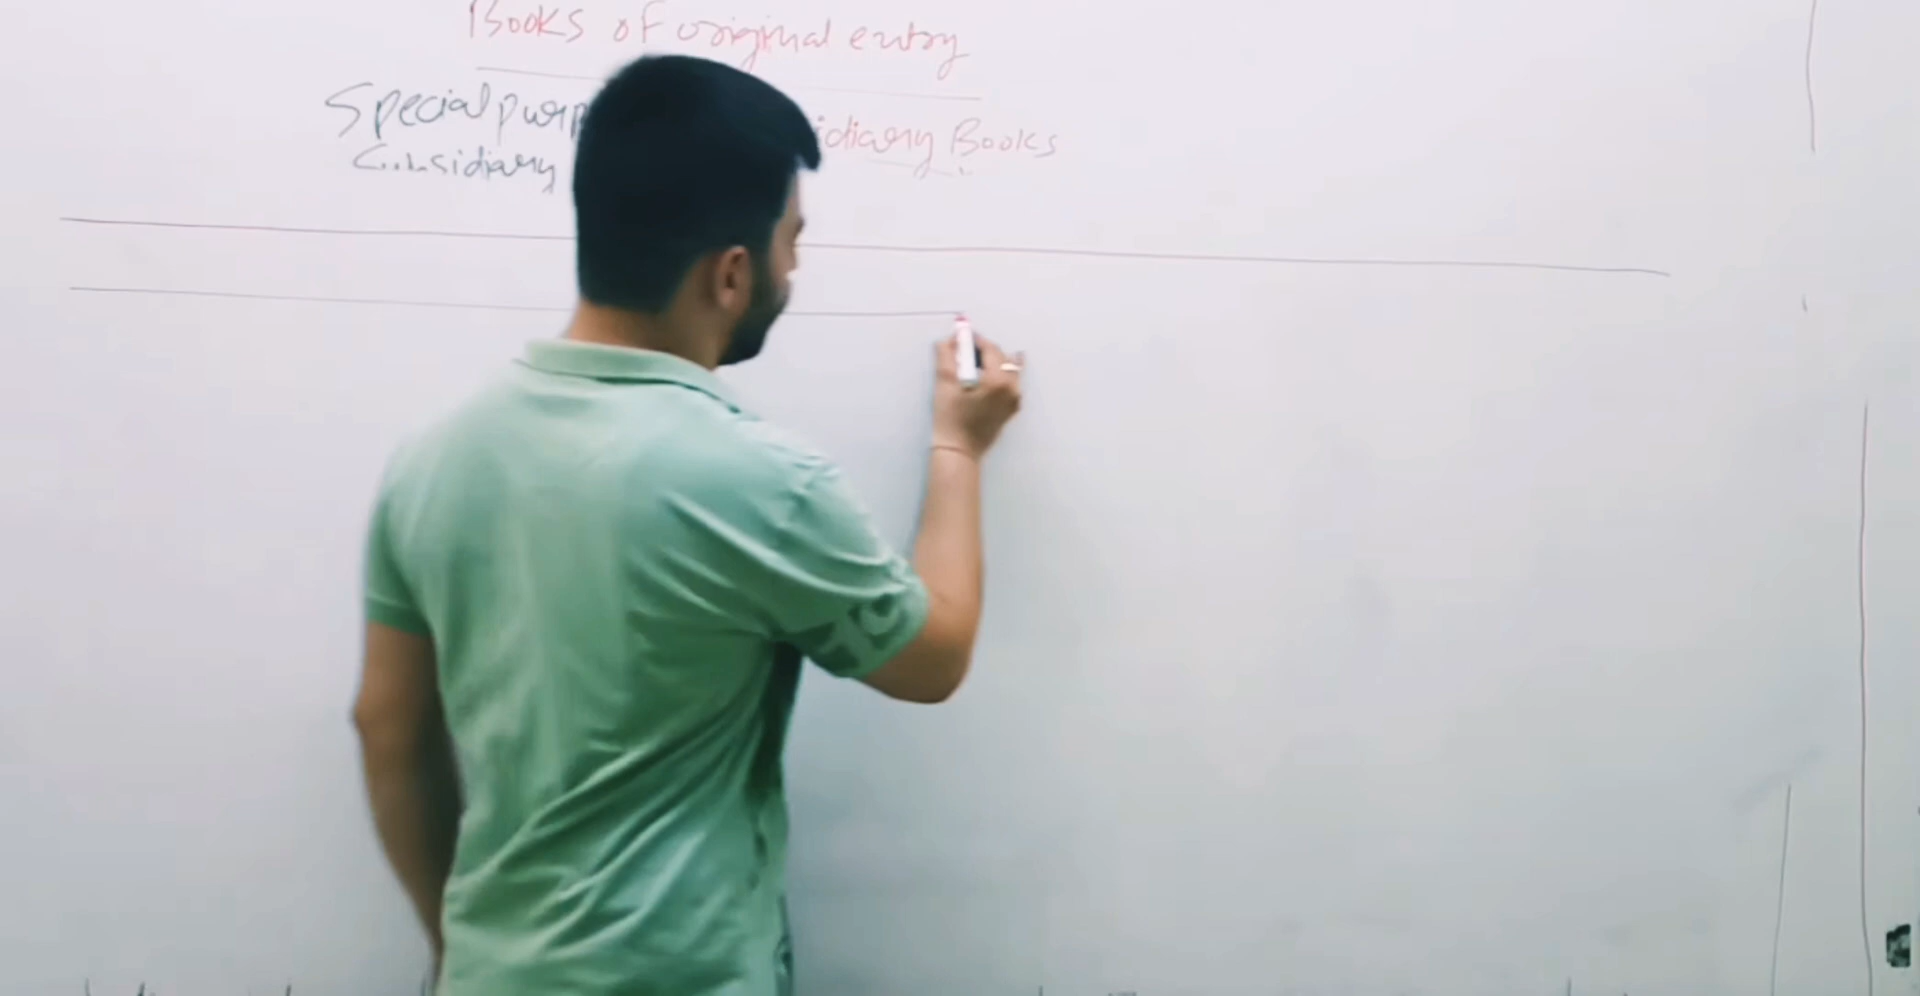 Books of original entry
Special purp idiary Books
Subsidiary